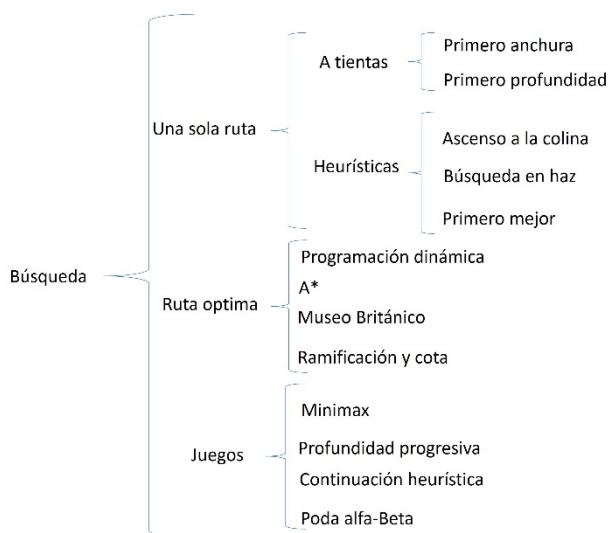 Búsqueda
Una sola ruta
A tientas
Primero anchura
Primero profundidad
Heurísticas
Ascenso a la colina
Búsqueda en haz
Primero mejor
Ruta optima
Programación dinámica
A*
Museo Británico
Ramificación y cota
Juegos
Minimax
Profundidad progresiva
Continuación heurística
Poda alfa-Beta